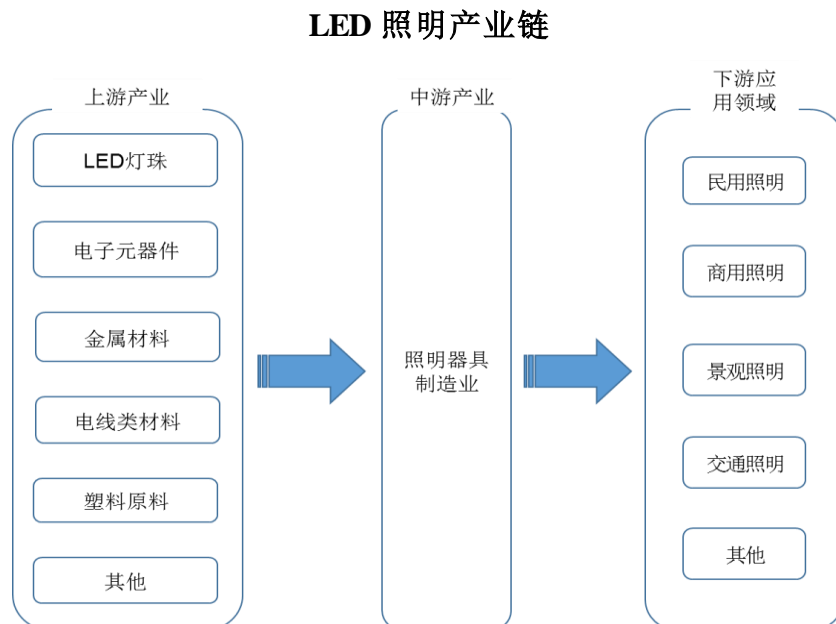 LED 照明产业链
上游产业
LED灯珠
电子元器件
金属材料
电线类材料
塑料原料
其他
中游产业
照明器具
制造业
下游应
用领域
民用照明
商用照明
景观照明
交通照明
其他